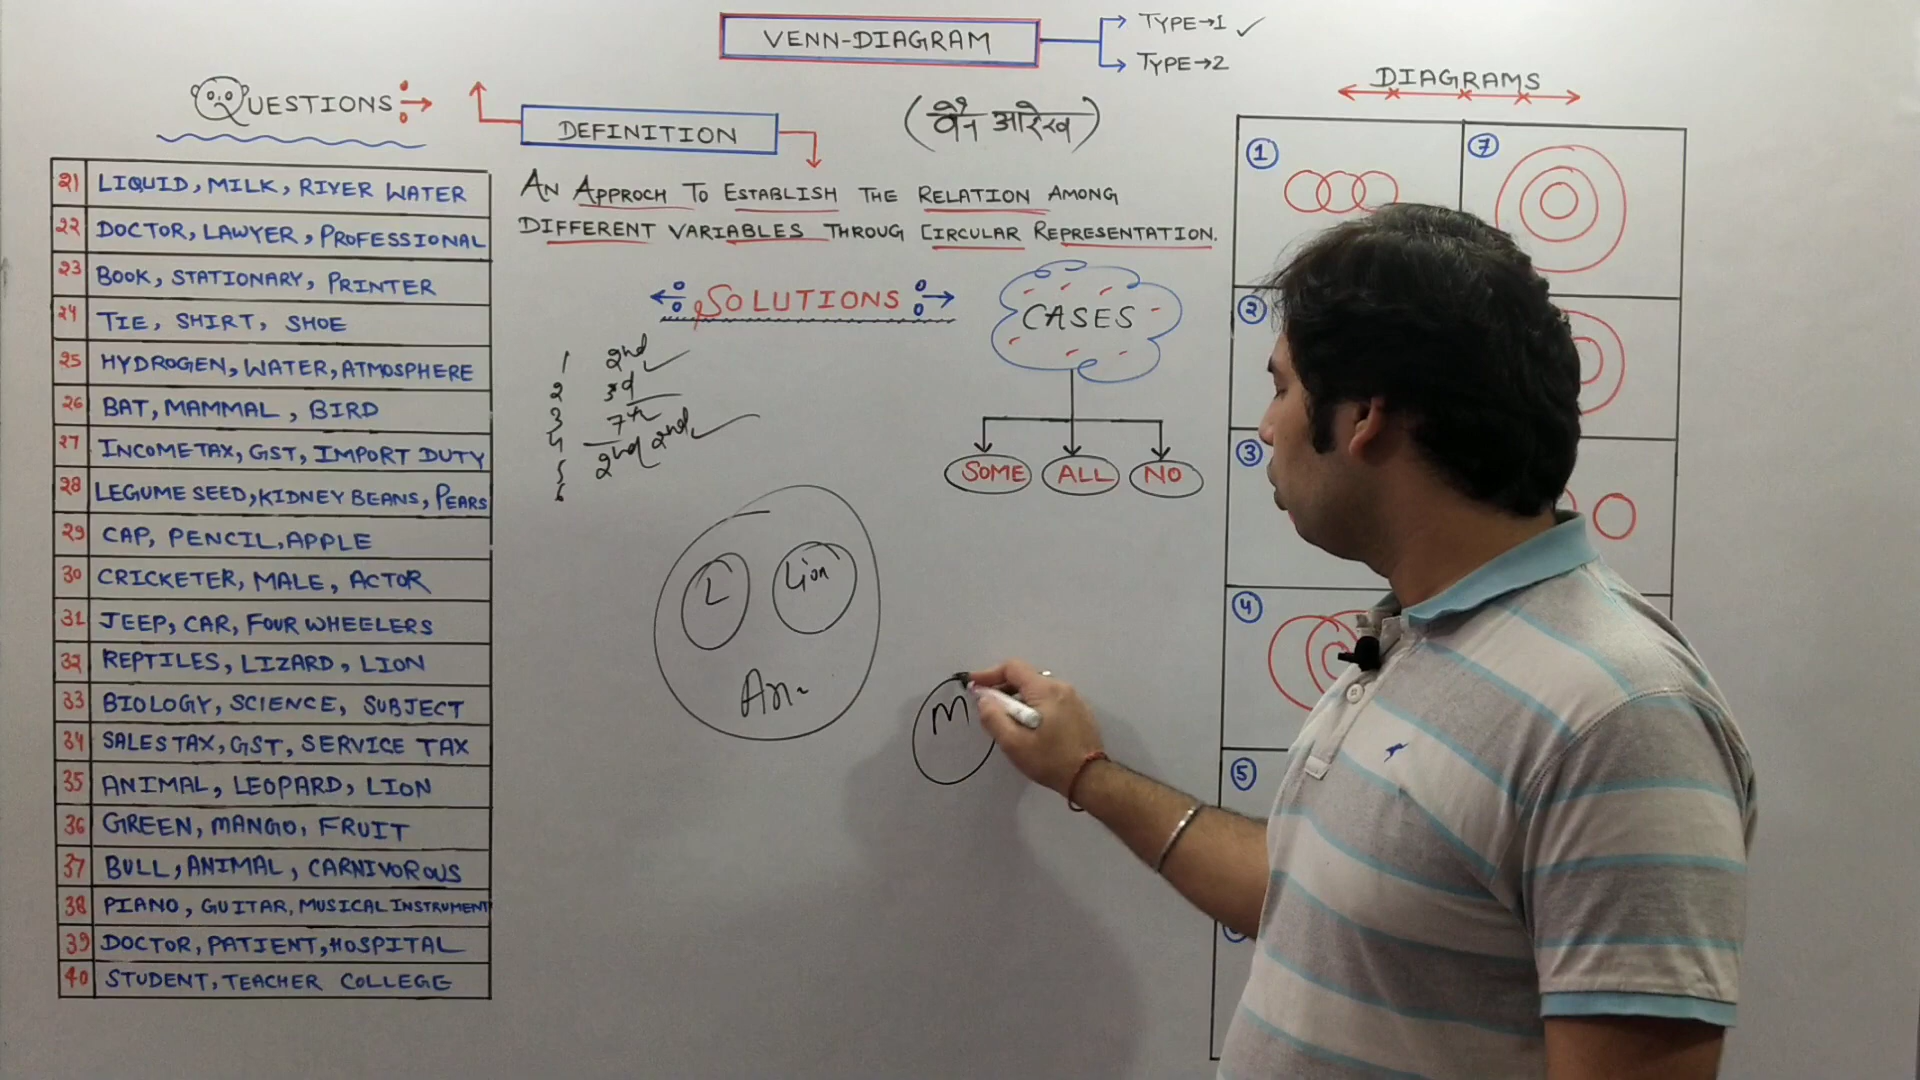 VENN-DIAGRAM
TYPE→1 ✓
TYPE→2
(वेन आरेख)
QUESTIONS
21 LIQUID, MILK, RIVER WATER
22 DOCTOR, LAWYER, PROFESSIONAL
23 BOOK, STATIONARY, PRINTER
24 TIE, SHIRT, SHOE
25 HYDROGEN, WATER, ATMOSPHERE
26 BAT, MAMMAL, BIRD
27 INCOME TAX, GST, IMPORT DUTY
28 LEGUME SEED, KIDNEY BEANS, PEARS
29 CAP, PENCIL, APPLE
30 CRICKETER, MALE, ACTOR
31 JEEP, CAR, FOUR WHEELERS
32 REPTILES, LIZARD, LION
33 BIOLOGY, SCIENCE, SUBJECT
34 SALES TAX, GST, SERVICE TAX
35 ANIMAL, LEOPARD, LION
36 GREEN, MANGO, FRUIT
37 BULL, ANIMAL, CARNIVOROUS
38 PIANO, GUITAR, MUSICAL INSTRUMENT
39 DOCTOR, PATIENT, HOSPITAL
40 STUDENT, TEACHER COLLEGE
DEFINITION
AN APPROCH TO ESTABLISH THE RELATION AMONG
DIFFERENT VARIABLES THROUG CIRCULAR REPRESENTATION.
SOLUTIONS
1 2nd ✓
2 3rd
3 7th
4 2nd ✓
5 2nd
6
CASES
SOME ALL NO
L Lion
An.
M
DIAGRAMS
1 7
2
3
4
5